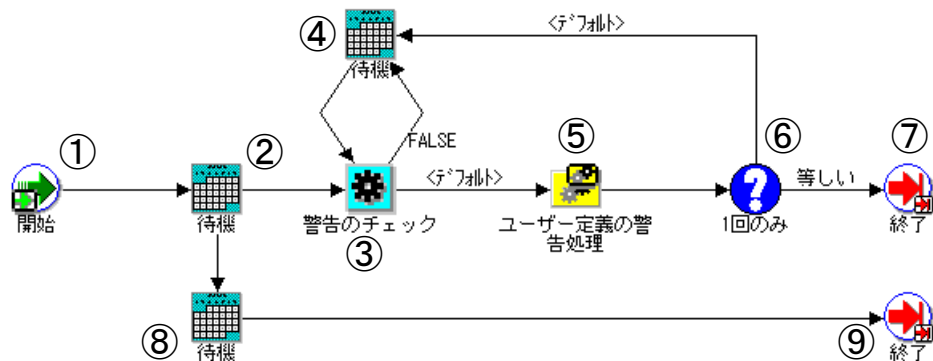 ④
<ﾃﾞﾌｫﾙﾄ>
待機
①
②
FALSE
⑤
⑥
⑦
<ﾃﾞﾌｫﾙﾄ>
等しい
開始
待機
警告のチェック
ユーザー定義の警
告処理
1回のみ
終了
③
⑧
待機
⑨
終了